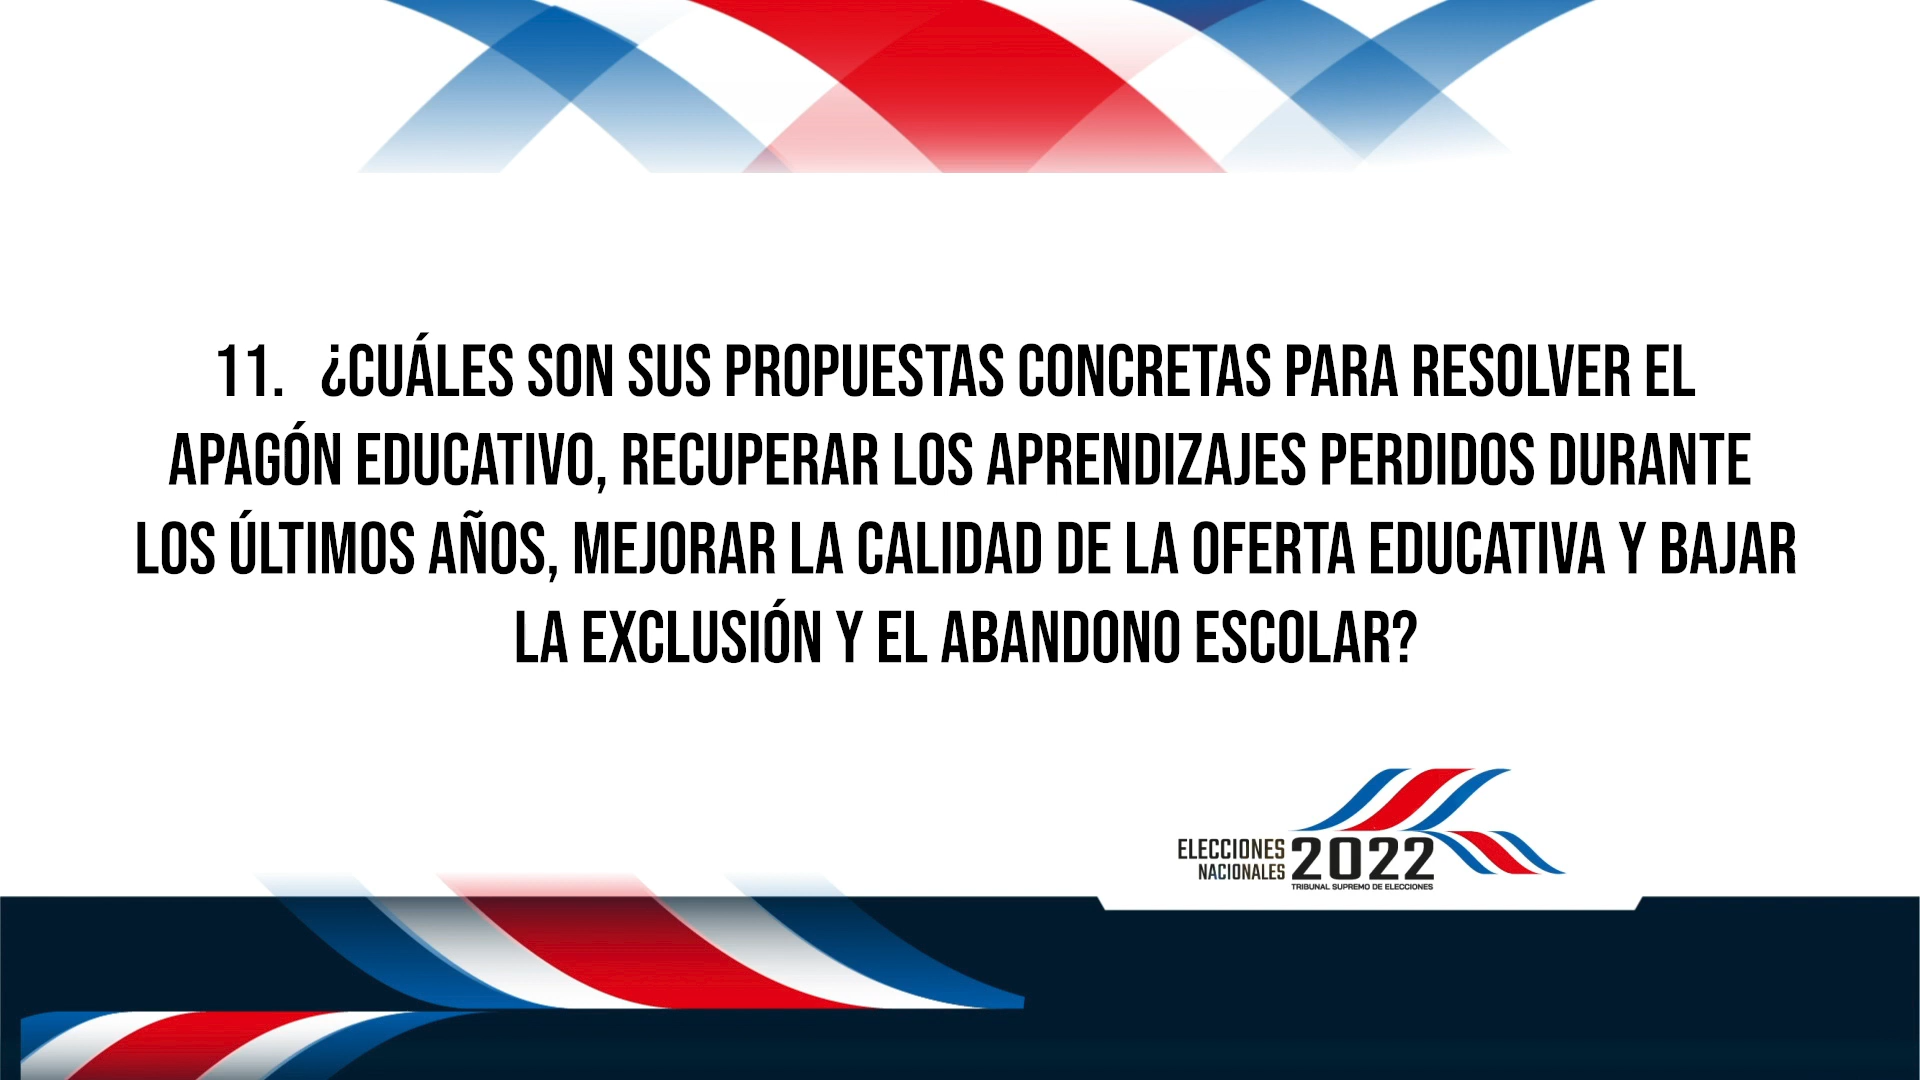 11. ¿CUÁLES SON SUS PROPUESTAS CONCRETAS PARA RESOLVER EL
APAGÓN EDUCATIVO, RECUPERAR LOS APRENDIZAJES PERDIDOS DURANTE
LOS ÚLTIMOS AÑOS, MEJORAR LA CALIDAD DE LA OFERTA EDUCATIVA Y BAJAR
LA EXCLUSIÓN Y EL ABANDONO ESCOLAR?
ELECCIONES
NACIONALES
2022
TRIBUNAL SUPREMO DE ELECCIONES